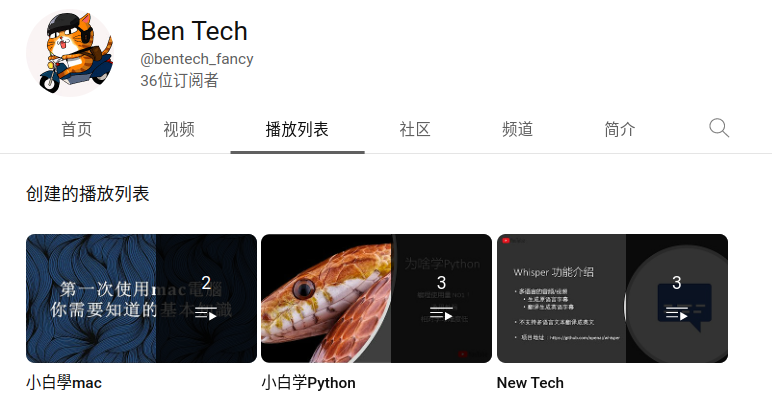 Ben Tech
@bentech_fancy
36位订阅者
首页
视频
播放列表
社区
频道
简介
创建的播放列表
第一次使用mac電腦
你需要知道的基本知識
2
为啥学Python
3
Whisper 功能介绍
• 多语言的音频/视频
• 生成原语言字幕
• 翻译生成英语字幕
• 不支持多语言文本翻译成英文
• 项目地址：https://github.com/openai/whisper
3
小白學mac
小白学Python
New Tech